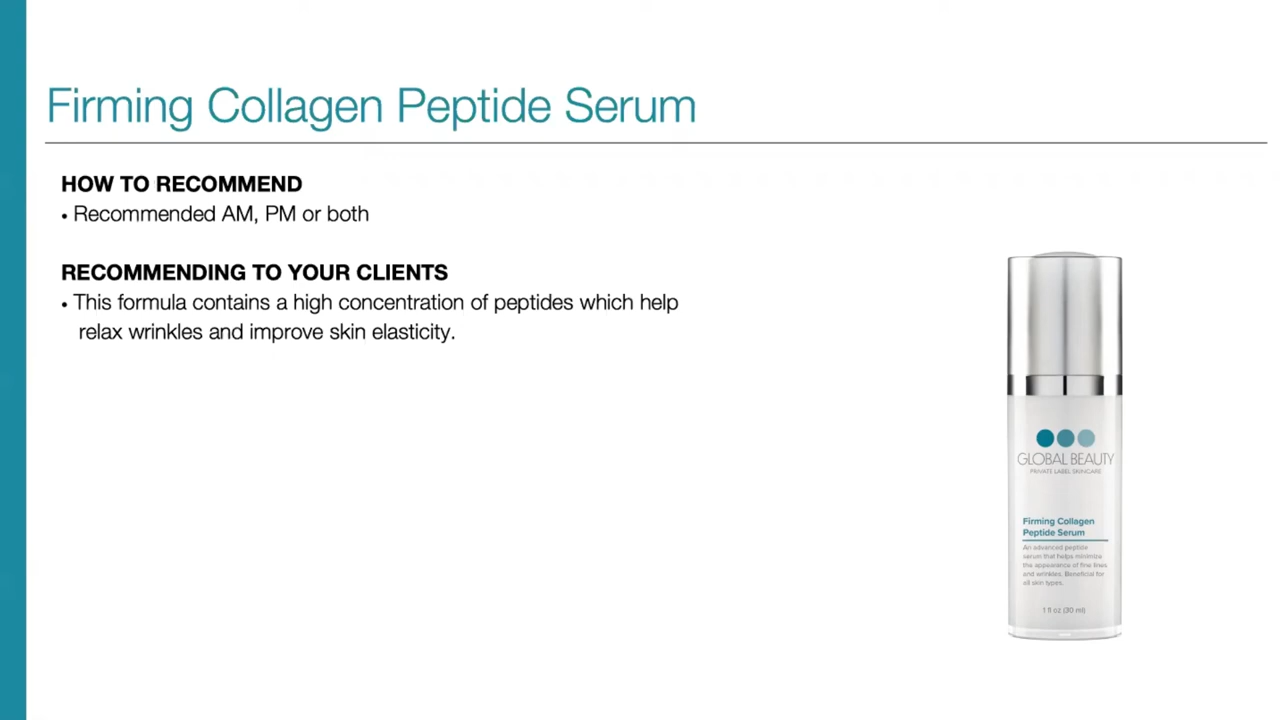 Firming Collagen Peptide Serum
HOW TO RECOMMEND
• Recommended AM, PM or both
RECOMMENDING TO YOUR CLIENTS
• This formula contains a high concentration of peptides which help
relax wrinkles and improve skin elasticity.
GLOBAL BEAUTY
PRIVATE LABEL SKINCARE
Firming Collagen
Peptide Serum
An advanced peptide
serum that helps minimize
the appearance of fine lines
and wrinkles. Beneficial for
all skin types.
1 fl oz (30 ml)